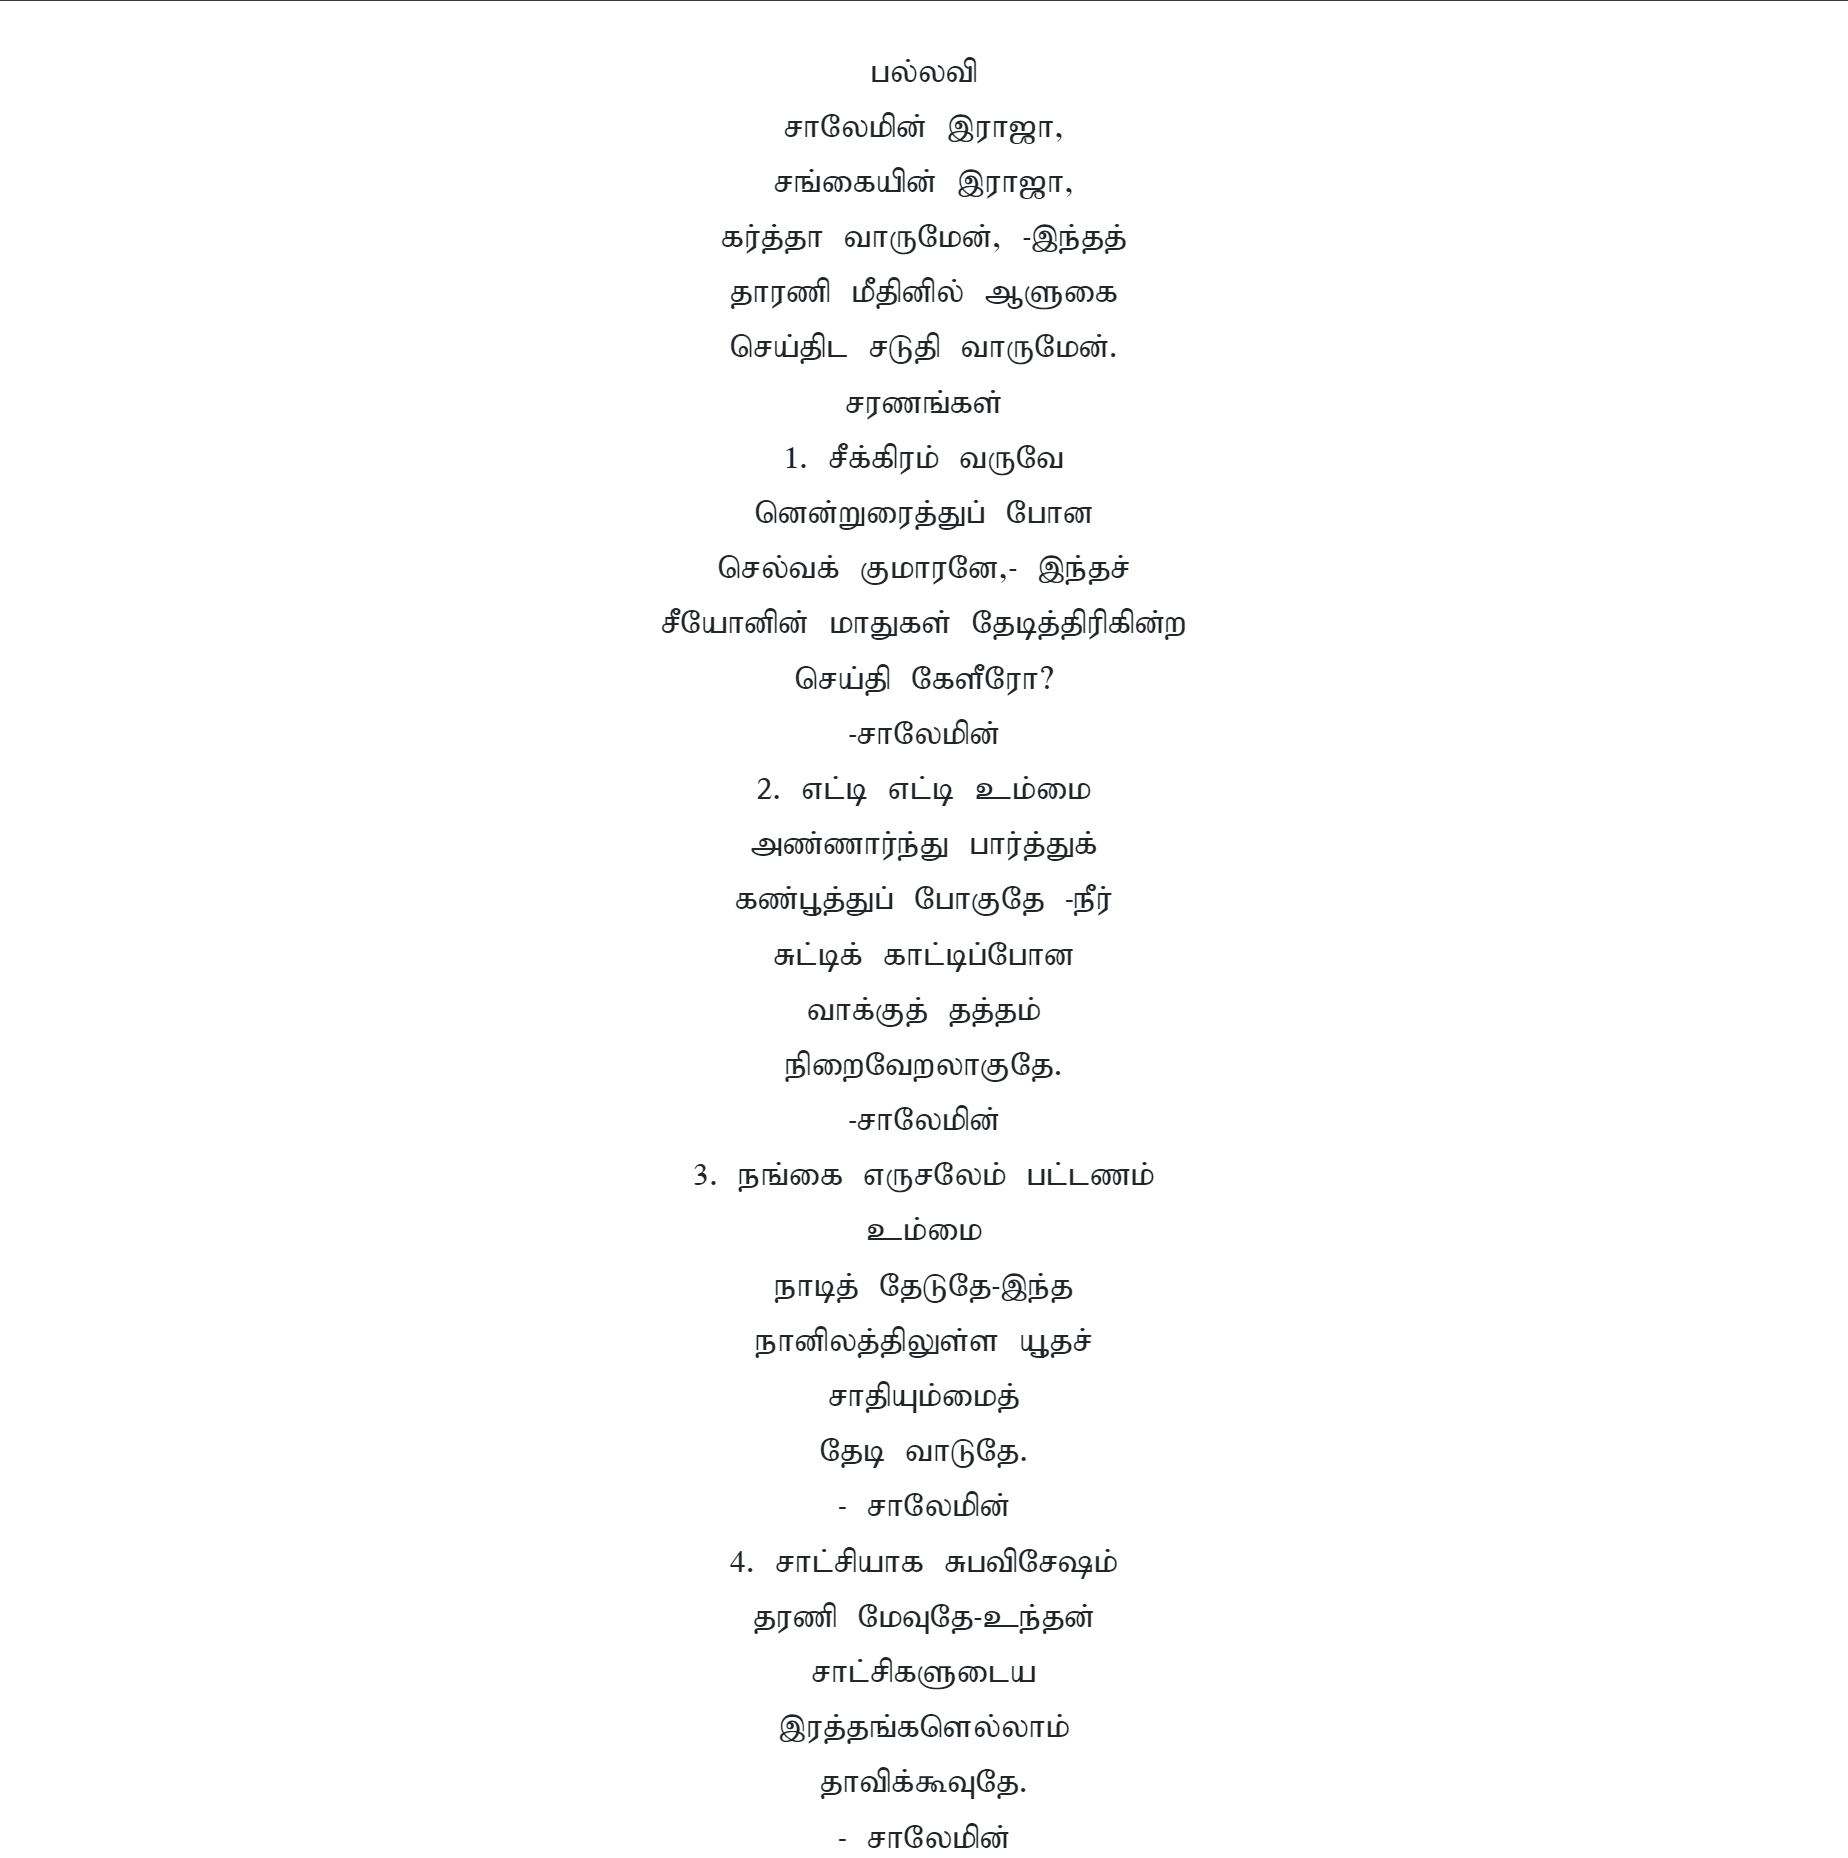 பல்லவி
சாலேமின் இராஜா,
சங்கையின் இராஜா,
கர்த்தா வாருமேன், -இந்தத்
தாரணி மீதினில் ஆளுகை
செய்திட சடுதி வாருமேன்.
சரணங்கள்
1. சீக்கிரம் வருவே
னென்றுரைத்துப் போன
செல்வக் குமாரனே,- இந்தச்
சீயோனின் மாதுகள் தேடித்திரிகின்ற
செய்தி கேளீரோ?
-சாலேமின்
2. எட்டி எட்டி உம்மை
அண்ணார்ந்து பார்த்துக்
கண்பூத்துப் போகுதே -நீர்
சுட்டிக் காட்டிப்போன
வாக்குத் தத்தம்
நிறைவேறலாகுதே.
-சாலேமின்
3. நங்கை எருசலேம் பட்டணம்
உம்மை
நாடித் தேடுதே-இந்த
நானிலத்திலுள்ள யூதச்
சாதியும்மைத்
தேடி வாடுதே.
- சாலேமின்
4. சாட்சியாக சுபவிசேஷம்
தரணி மேவுதே-உந்தன்
சாட்சிகளுடைய
இரத்தங்களெல்லாம்
தாவிக்கூவுதே.
- சாலேமின்